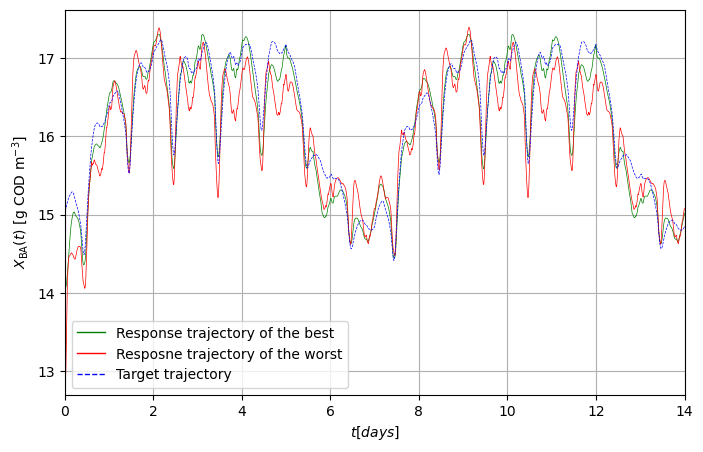 17
16
15
14
13
X_BA(t) [g COD m⁻³]
Response trajectory of the best
Resposne trajectory of the worst
Target trajectory
0 2 4 6 8 10 12 14
t[days]